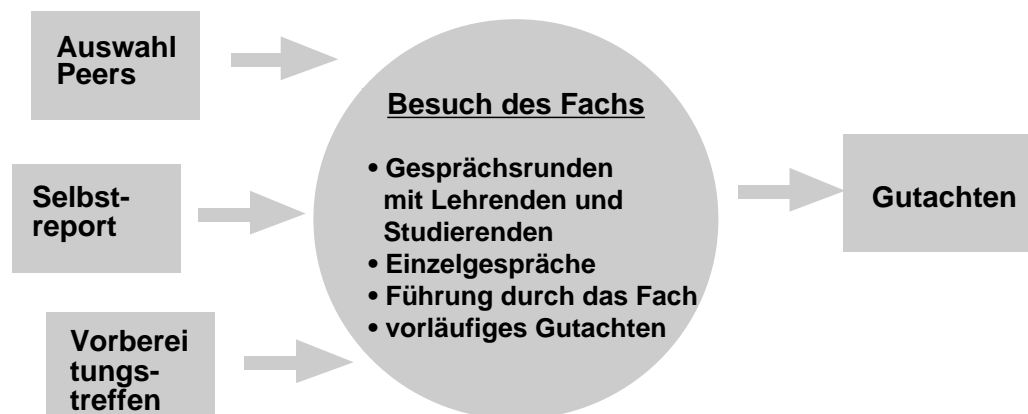 Auswahl
Peers
Selbst-
report
Vorberei
tungs-
treffen
Besuch des Fachs
• Gesprächsrunden
mit Lehrenden und
Studierenden
• Einzelgespräche
• Führung durch das Fach
• vorläufiges Gutachten
Gutachten